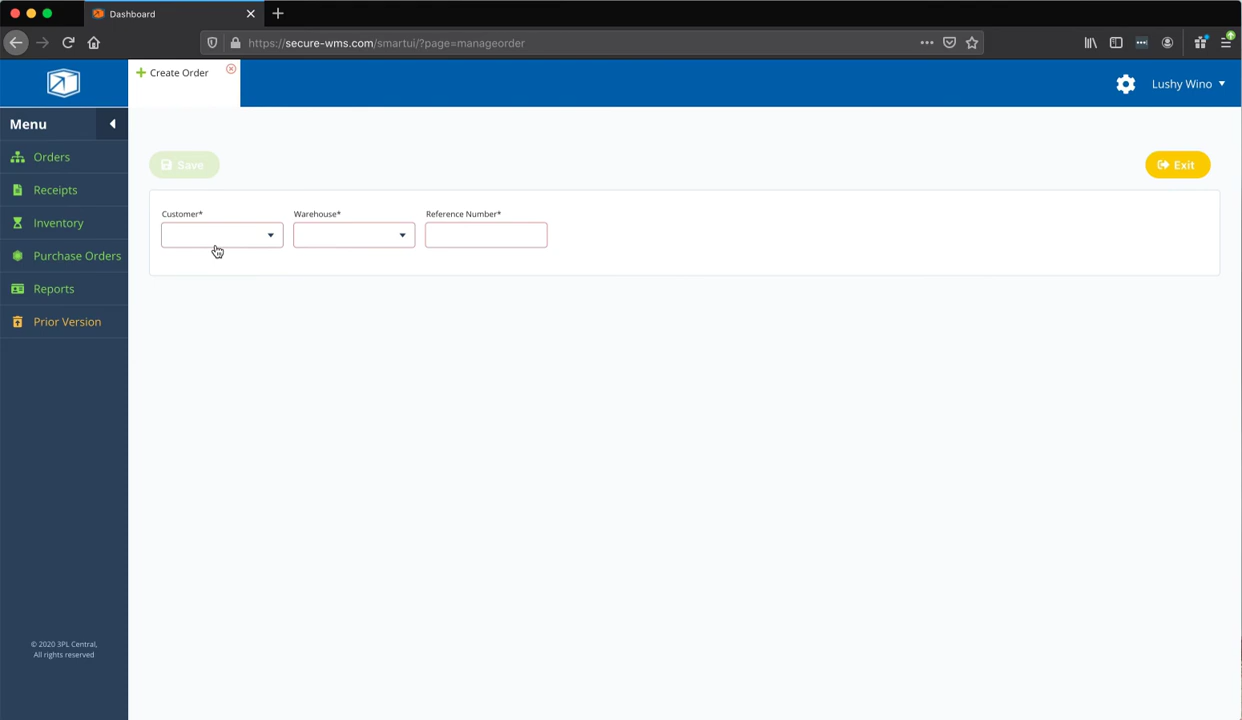 Dashboard
https://secure-wms.com/smartui/?page=manageorder
Create Order
Lushy Wino
Menu
Orders
Receipts
Inventory
Purchase Orders
Reports
Prior Version
Save
Exit
Customer*
Warehouse*
Reference Number*
© 2020 3PL Central,
All rights reserved